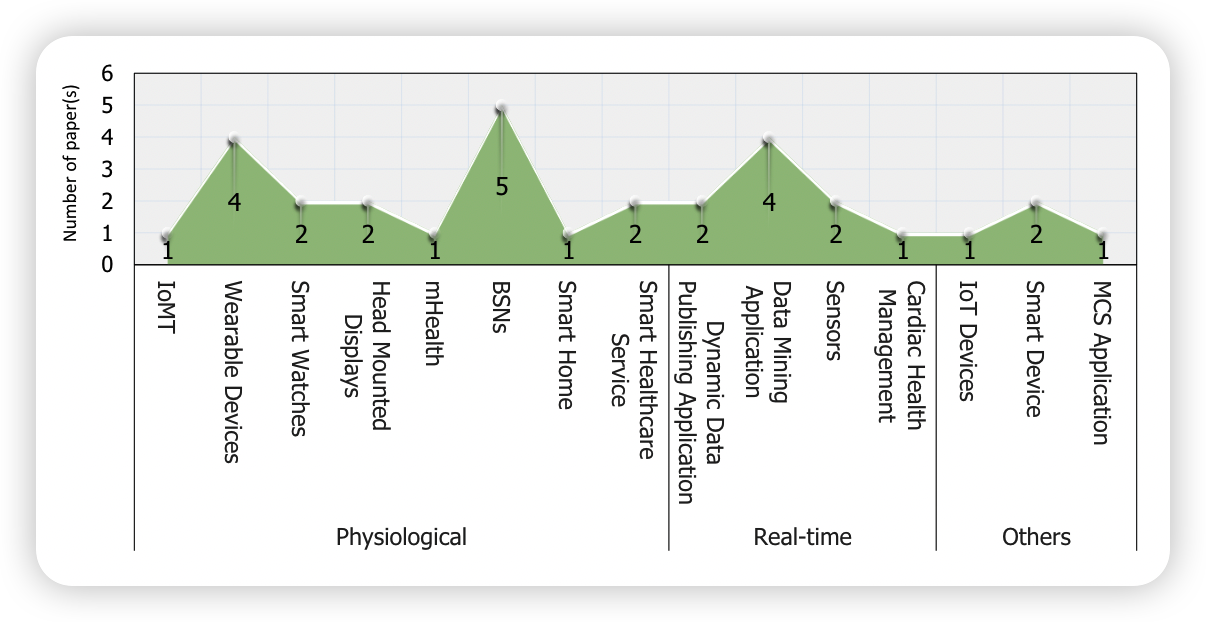 Number of paper(s)
6
5
4
3
2
1
0
1
4
2
2
1
5
1
2
2
4
2
1
1
2
1
IoMT
Wearable Devices
Smart Watches
Head Mounted
Displays
mHealth
BSNs
Smart Home
Smart Healthcare
Service
Dynamic Data
Publishing Application
Data Mining
Application
Sensors
Cardiac Health
Management
IoT Devices
Smart Device
MCS Application
Physiological
Real-time
Others